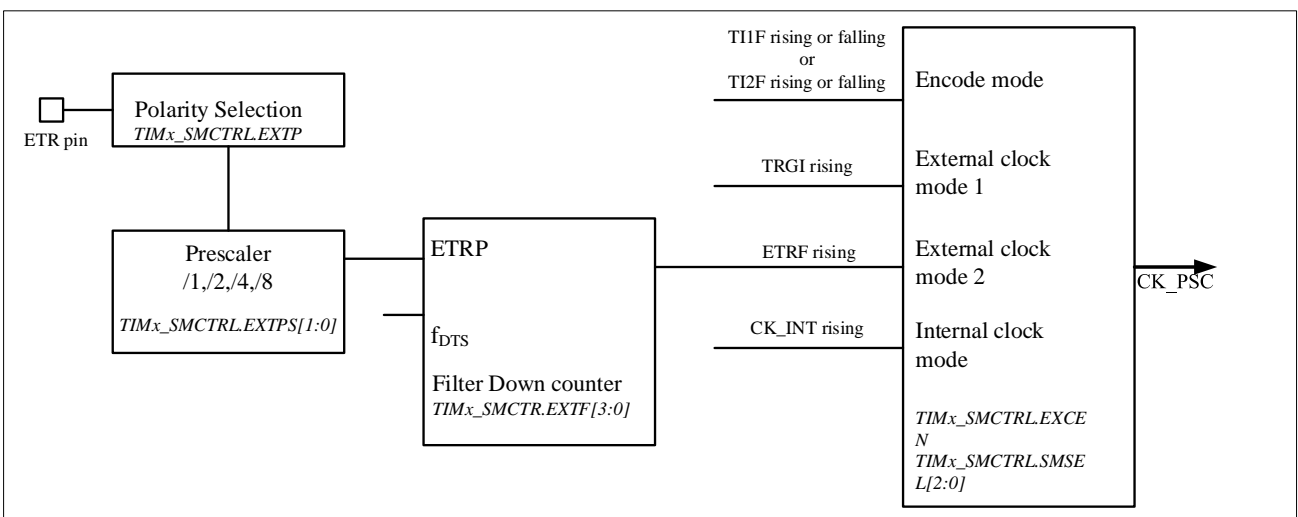 ETR pin
Polarity Selection
TIMx_SMCTRL.EXTP
Prescaler
/1,/2,/4,/8
TIMx_SMCTRL.EXTPS[1:0]
ETRP
fDTS
Filter Down counter
TIMx_SMCTR.EXTF[3:0]
TI1F rising or falling
or
TI2F rising or falling
TRGI rising
ETRF rising
CK_INT rising
Encode mode
External clock
mode 1
External clock
mode 2
Internal clock
mode
TIMx_SMCTRL.EXCE
N
TIMx_SMCTRL.SMSE
L[2:0]
CK_PSC